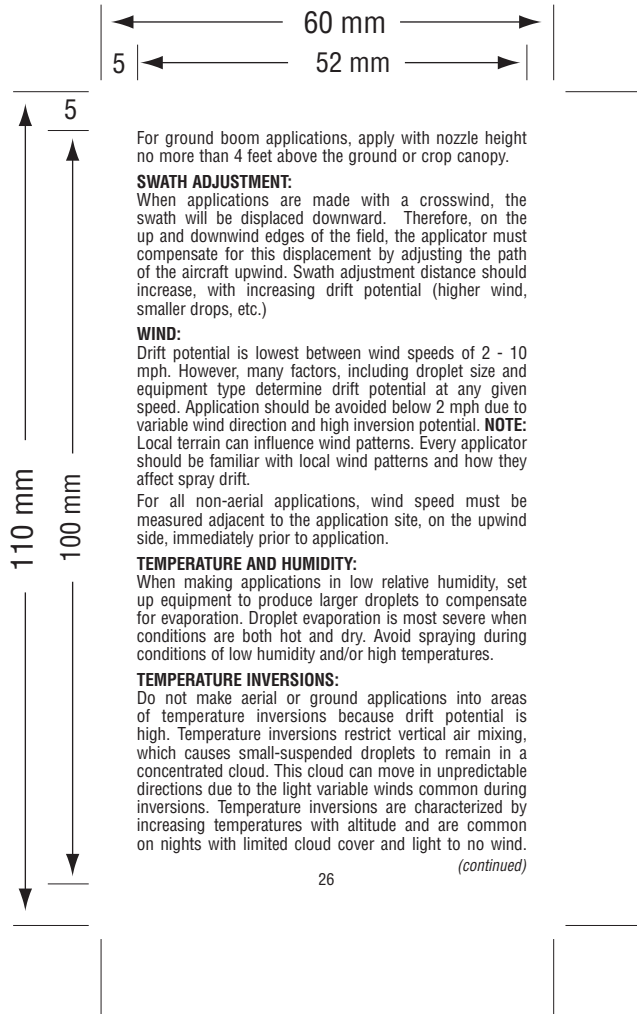 60 mm
5 52 mm
5
110 mm
100 mm
For ground boom applications, apply with nozzle height
no more than 4 feet above the ground or crop canopy.
SWATH ADJUSTMENT:
When applications are made with a crosswind, the
swath will be displaced downward. Therefore, on the
up and downwind edges of the field, the applicator must
compensate for this displacement by adjusting the path
of the aircraft upwind. Swath adjustment distance should
increase, with increasing drift potential (higher wind,
smaller drops, etc.)
WIND:
Drift potential is lowest between wind speeds of 2 - 10
mph. However, many factors, including droplet size and
equipment type determine drift potential at any given
speed. Application should be avoided below 2 mph due to
variable wind direction and high inversion potential. NOTE:
Local terrain can influence wind patterns. Every applicator
should be familiar with local wind patterns and how they
affect spray drift.
For all non-aerial applications, wind speed must be
measured adjacent to the application site, on the upwind
side, immediately prior to application.
TEMPERATURE AND HUMIDITY:
When making applications in low relative humidity, set
up equipment to produce larger droplets to compensate
for evaporation. Droplet evaporation is most severe when
conditions are both hot and dry. Avoid spraying during
conditions of low humidity and/or high temperatures.
TEMPERATURE INVERSIONS:
Do not make aerial or ground applications into areas
of temperature inversions because drift potential is
high. Temperature inversions restrict vertical air mixing,
which causes small-suspended droplets to remain in a
concentrated cloud. This cloud can move in unpredictable
directions due to the light variable winds common during
inversions. Temperature inversions are characterized by
increasing temperatures with altitude and are common
on nights with limited cloud cover and light to no wind.
(continued)
26